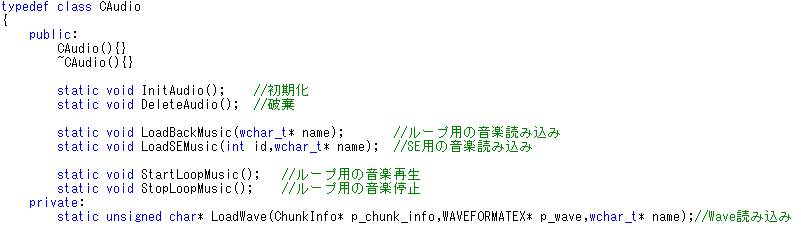 typedef class CAudio
{
    public:
        CAudio(){}
        ~CAudio(){}

        static void InitAudio();    //初期化
        static void DeleteAudio();  //破棄

        static void LoadBackMusic(wchar_t* name);       //ループ用の音楽読み込み
        static void LoadSEMusic(int id,wchar_t* name);  //SE用の音楽読み込み

        static void StartLoopMusic();   //ループ用の音楽再生
        static void StopLoopMusic();    //ループ用の音楽停止
    private:
        static unsigned char* LoadWave(ChunkInfo* p_chunk_info,WAVEFORMATEX* p_wave,wchar_t* name);//Wave読み込み